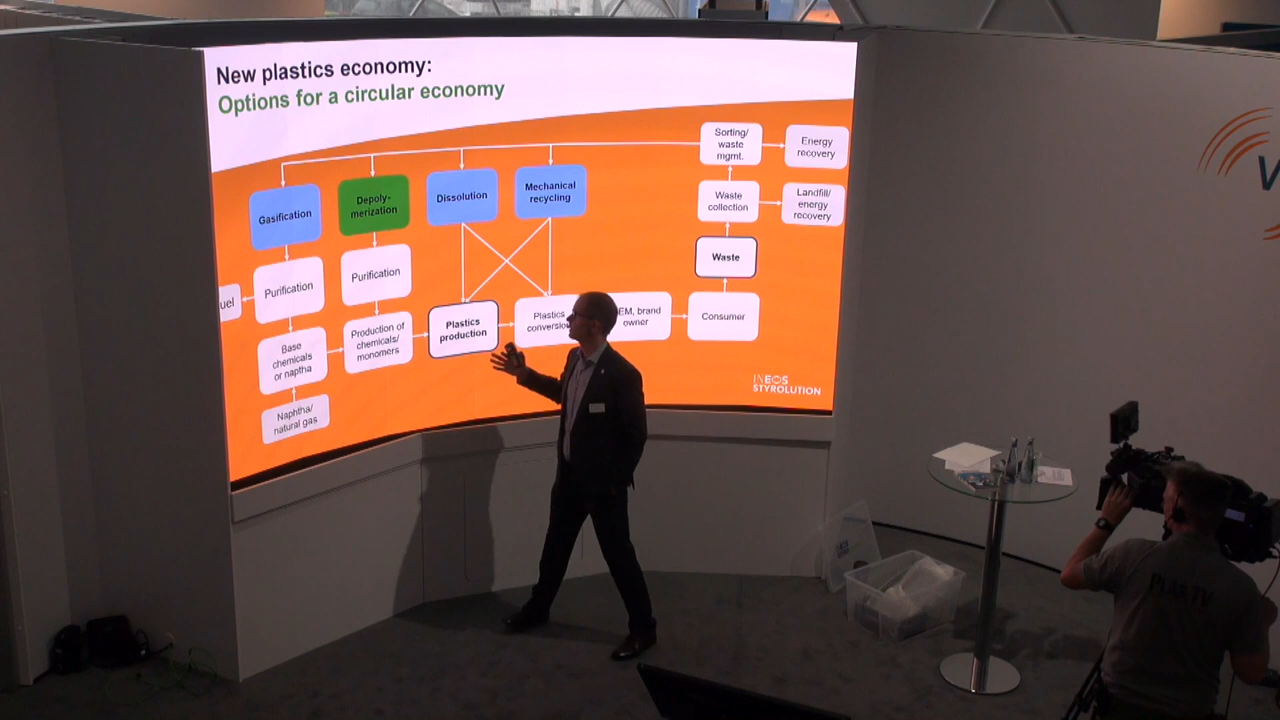 New plastics economy:
Options for a circular economy
Sorting/
waste
mgmt.
Energy
recovery
Gasification
Depoly-
merization
Dissolution
Mechanical
recycling
Waste
collection
Landfill/
energy
recovery
Purification
Purification
Waste
uel
Base
chemicals
or naptha
Production of
chemicals/
monomers
Plastics
production
Plastics
EM, brand
owner
Consumer
Naphtha/
natural gas
INEOS
STYROLUTION